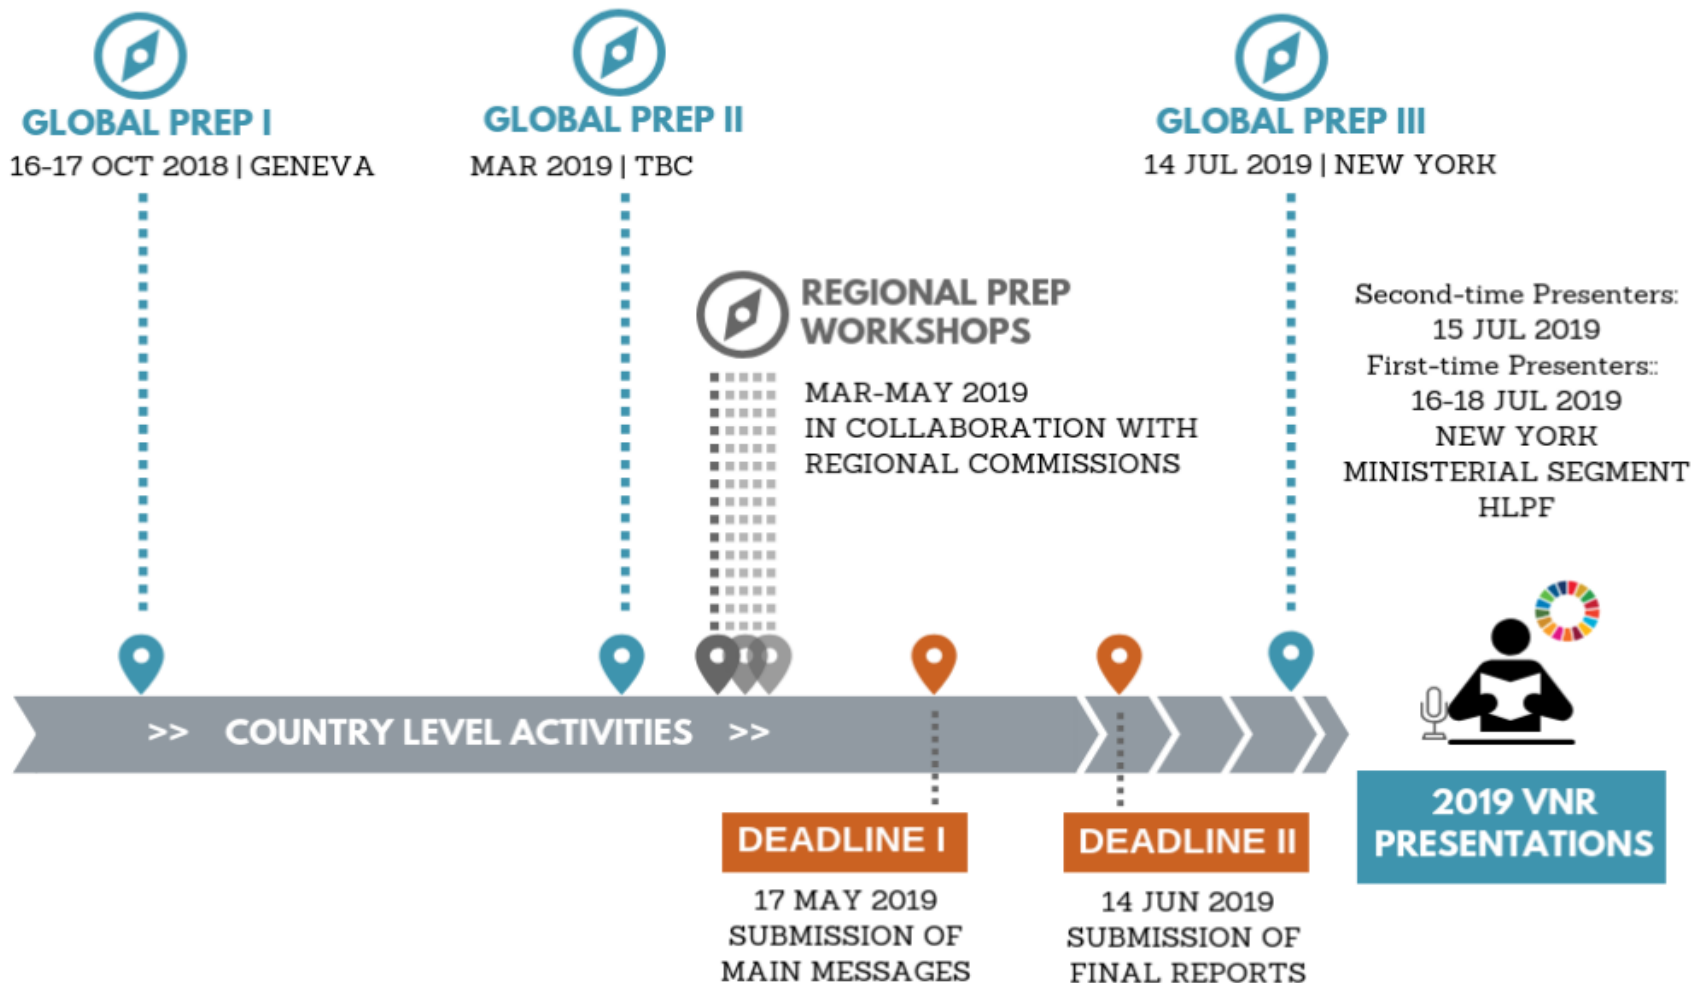 GLOBAL PREP I
16-17 OCT 2018 | GENEVA
GLOBAL PREP II
MAR 2019 | TBC
GLOBAL PREP III
14 JUL 2019 | NEW YORK
REGIONAL PREP
WORKSHOPS
MAR-MAY 2019
IN COLLABORATION WITH
REGIONAL COMMISSIONS
Second-time Presenters:
15 JUL 2019
First-time Presenters::
16-18 JUL 2019
NEW YORK
MINISTERIAL SEGMENT
HLPF
>> COUNTRY LEVEL ACTIVITIES >>
DEADLINE I
17 MAY 2019
SUBMISSION OF
MAIN MESSAGES
DEADLINE II
14 JUN 2019
SUBMISSION OF
FINAL REPORTS
2019 VNR
PRESENTATIONS